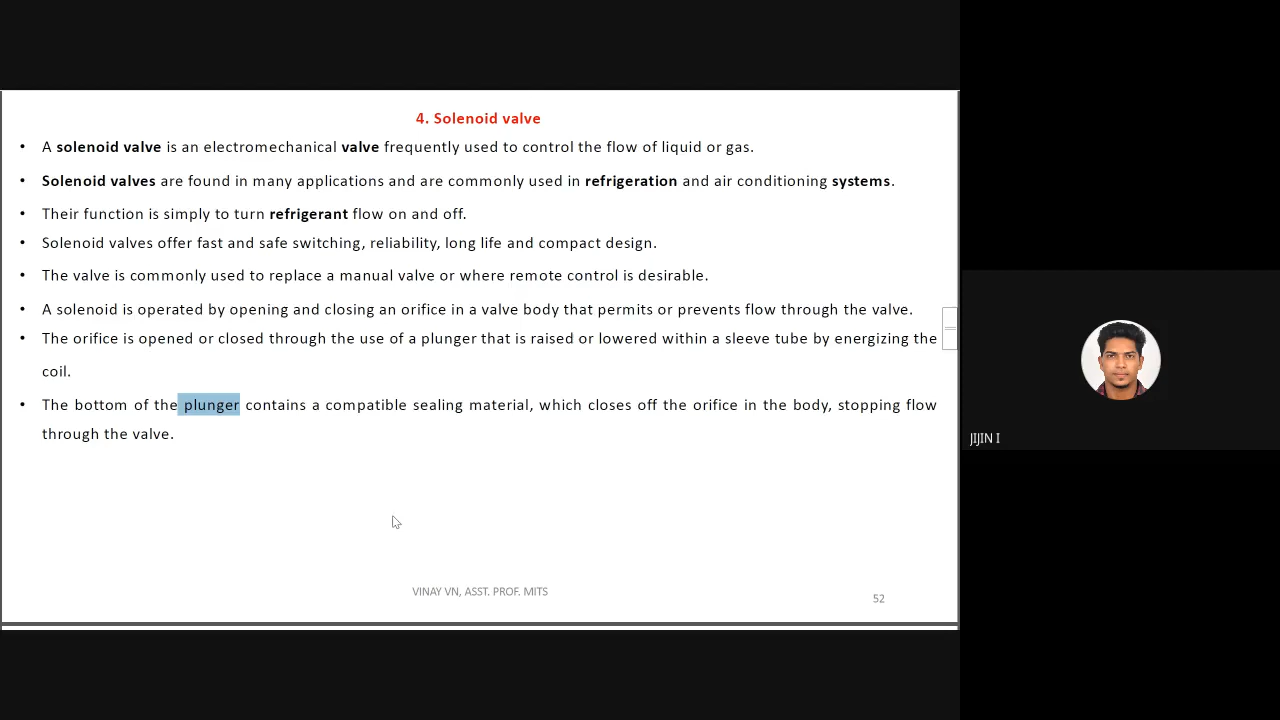 4. Solenoid valve
• A solenoid valve is an electromechanical valve frequently used to control the flow of liquid or gas.
• Solenoid valves are found in many applications and are commonly used in refrigeration and air conditioning systems.
• Their function is simply to turn refrigerant flow on and off.
• Solenoid valves offer fast and safe switching, reliability, long life and compact design.
• The valve is commonly used to replace a manual valve or where remote control is desirable.
• A solenoid is operated by opening and closing an orifice in a valve body that permits or prevents flow through the valve.
• The orifice is opened or closed through the use of a plunger that is raised or lowered within a sleeve tube by energizing the
coil.
• The bottom of the plunger contains a compatible sealing material, which closes off the orifice in the body, stopping flow
through the valve.
VINAY VN, ASST. PROF. MITS
52
JIJIN I